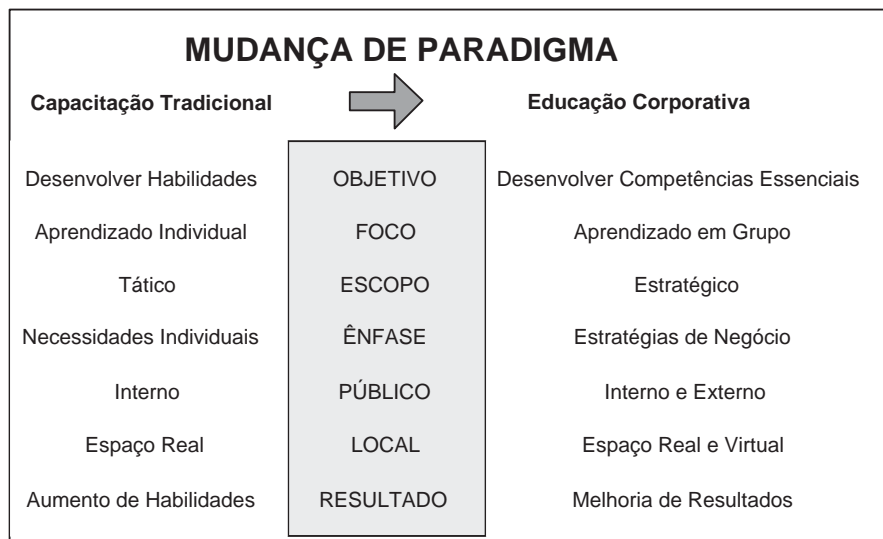 MUDANÇA DE PARADIGMA
Capacitação Tradicional Educação Corporativa
Desenvolver Habilidades OBJETIVO Desenvolver Competências Essenciais
Aprendizado Individual FOCO Aprendizado em Grupo
Tático ESCOPO Estratégico
Necessidades Individuais ÊNFASE Estratégias de Negócio
Interno PÚBLICO Interno e Externo
Espaço Real LOCAL Espaço Real e Virtual
Aumento de Habilidades RESULTADO Melhoria de Resultados